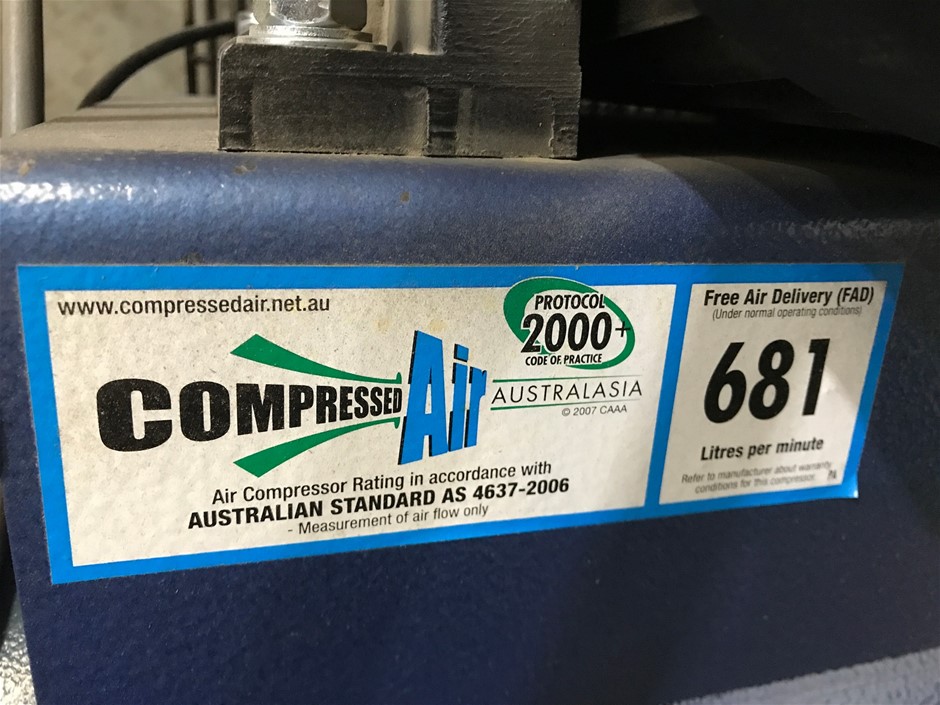 www.compressedair.net.au
PROTOCOL
2000+
CODE OF PRACTICE
COMPRESSED Air
AUSTRALASIA
© 2007 CAAA
Air Compressor Rating in accordance with
AUSTRALIAN STANDARD AS 4637-2006
- Measurement of air flow only
Free Air Delivery (FAD)
(Under normal operating conditions)
681
Litres per minute
Refer to manufacturer about warranty
conditions for this compressor.